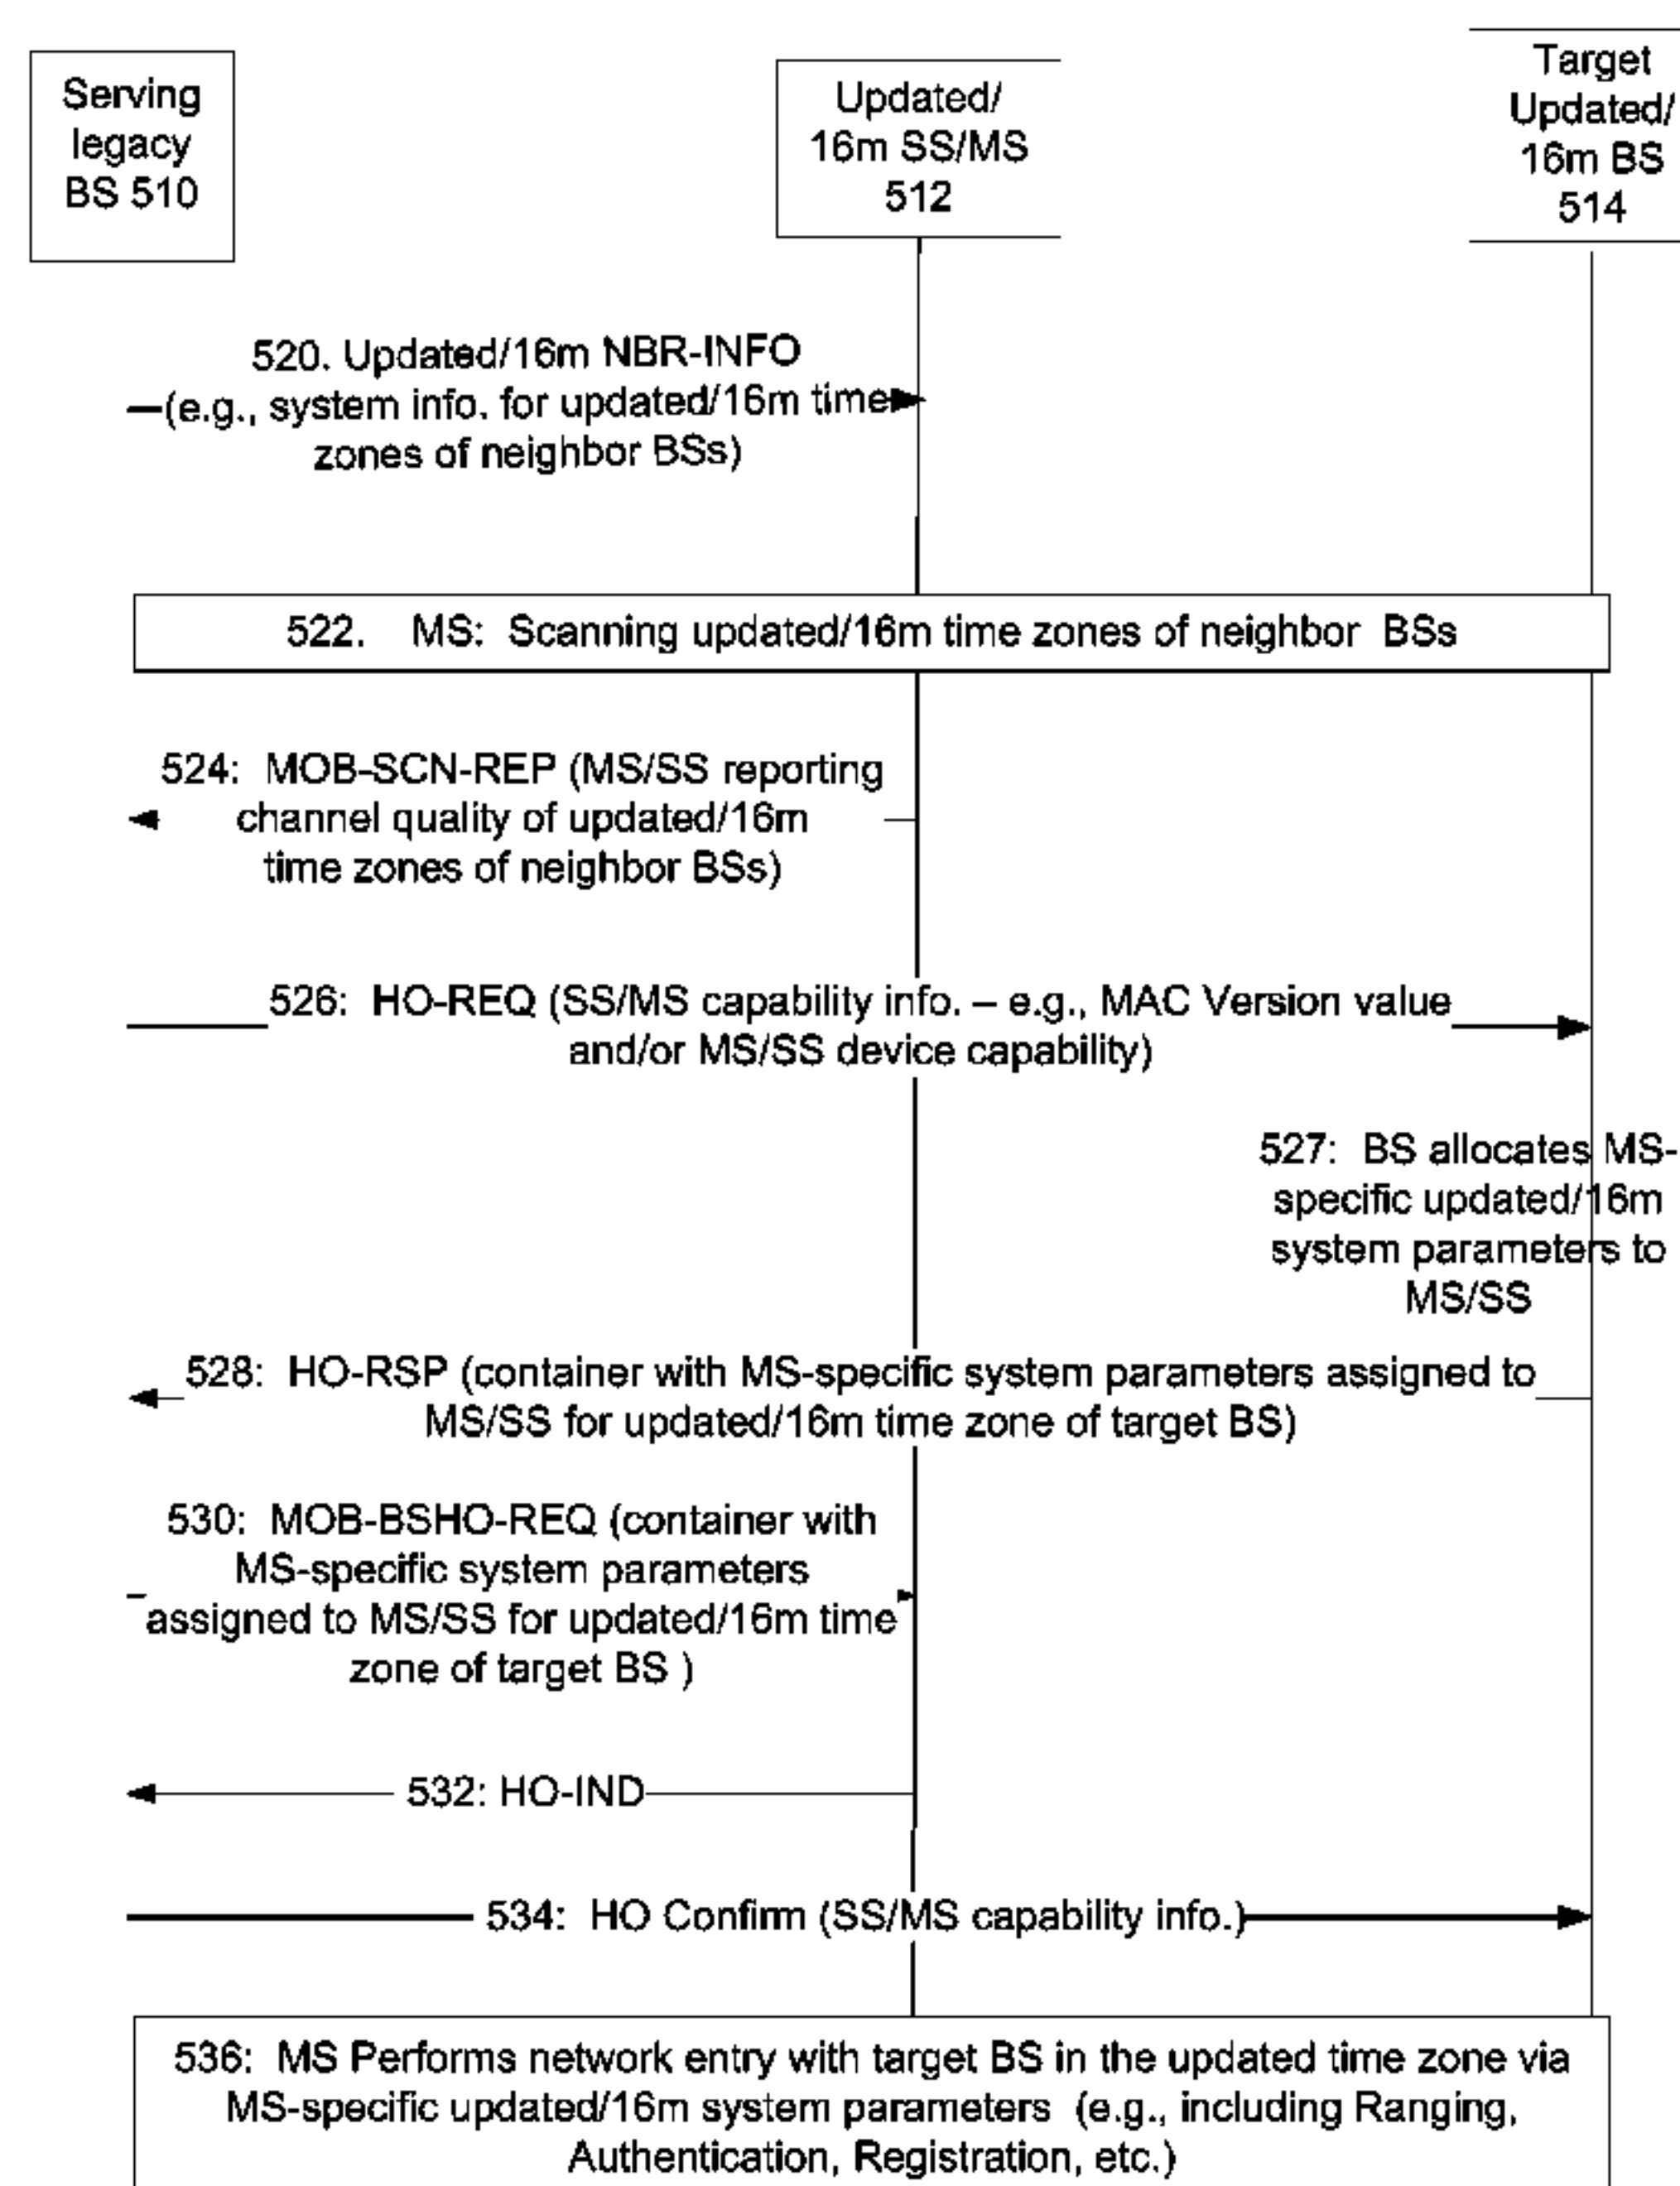 Serving
legacy
BS 510
Updated/
16m SS/MS
512
Target
Updated/
16m BS
514
520. Updated/16m NBR-INFO
(e.g., system info. for updated/16m time
zones of neighbor BSs)
522. MS: Scanning updated/16m time zones of neighbor BSs
524: MOB-SCN-REP (MS/SS reporting
channel quality of updated/16m
time zones of neighbor BSs)
526: HO-REQ (SS/MS capability info. – e.g., MAC Version value
and/or MS/SS device capability)
527: BS allocates MS-
specific updated/16m
system parameters to
MS/SS
528: HO-RSP (container with MS-specific system parameters assigned to
MS/SS for updated/16m time zone of target BS)
530: MOB-BSHO-REQ (container with
MS-specific system parameters
assigned to MS/SS for updated/16m time
zone of target BS )
532: HO-IND
534: HO Confirm (SS/MS capability info.)
536: MS Performs network entry with target BS in the updated time zone via
MS-specific updated/16m system parameters (e.g., including Ranging,
Authentication, Registration, etc.)